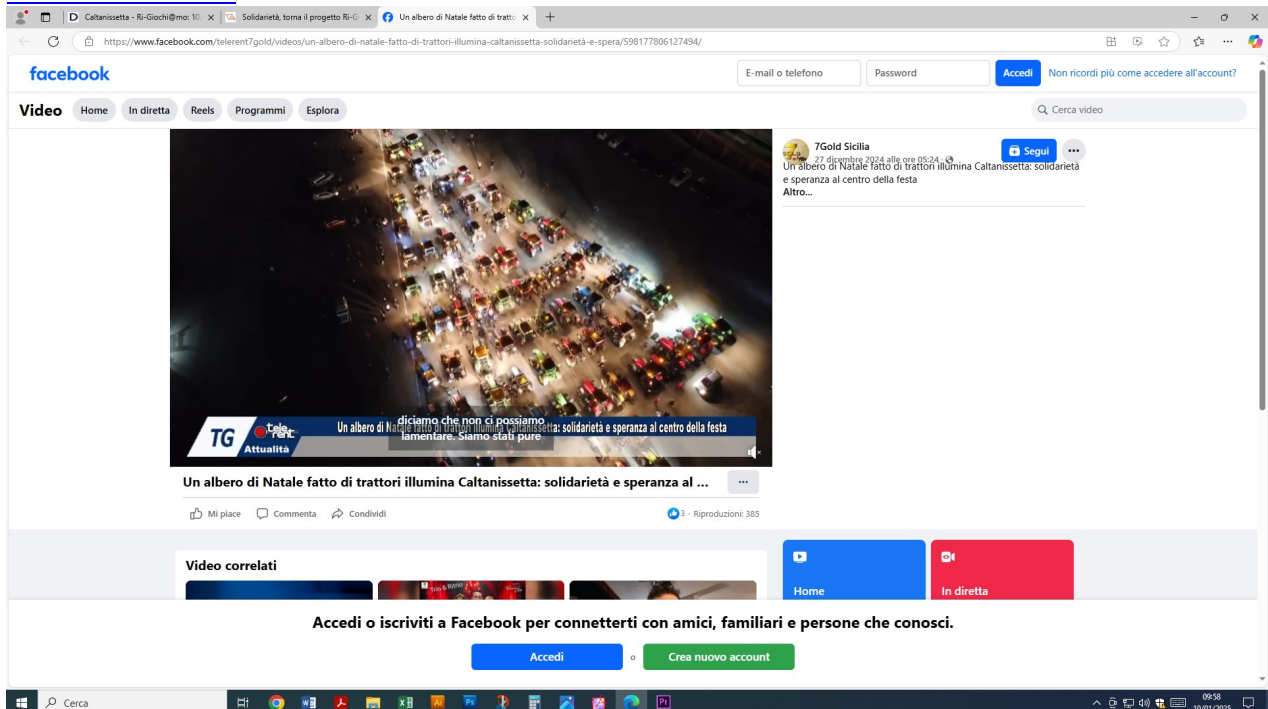 Caltanissetta - Ri-Giochi@mo: 10.
Solidarietà, torna il progetto Ri-G
Un albero di Natale fatto di tratto
https://www.facebook.com/telerent7gold/videos/un-albero-di-natale-fatto-di-trattori-illumina-caltanissetta-solidarietà-e-spera/598177806127494/
facebook
E-mail o telefono
Password
Accedi
Non ricordi più come accedere all'account?
Video
Home
In diretta
Reels
Programmi
Esplora
Cerca video
7Gold Sicilia
27 dicembre 2024 alle ore 05:24
Segui
Un albero di Natale fatto di trattori illumina Caltanissetta: solidarietà
e speranza al centro della festa
Altro...
TG
tele
rent
Attualità
Un albero di Natale fatto di trattori illumina Caltanissetta: solidarietà e speranza al centro della festa
diciamo che non ci possiamo
lamentare. Siamo stati pure
Un albero di Natale fatto di trattori illumina Caltanissetta: solidarietà e speranza al ...
Mi piace
Commenta
Condividi
3 · Riproduzioni: 385
Video correlati
Trio & Ritmo
Home
In diretta
Accedi o iscriviti a Facebook per connetterti con amici, familiari e persone che conosci.
Accedi
o
Crea nuovo account
Cerca
09:58
10/01/2025